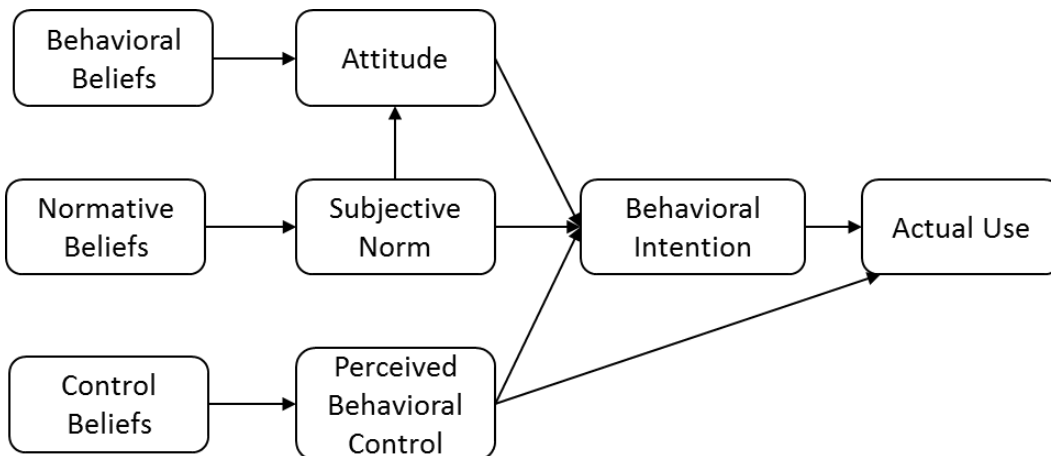 Behavioral
Beliefs
Attitude
Normative
Beliefs
Subjective
Norm
Behavioral
Intention
Actual Use
Control
Beliefs
Perceived
Behavioral
Control